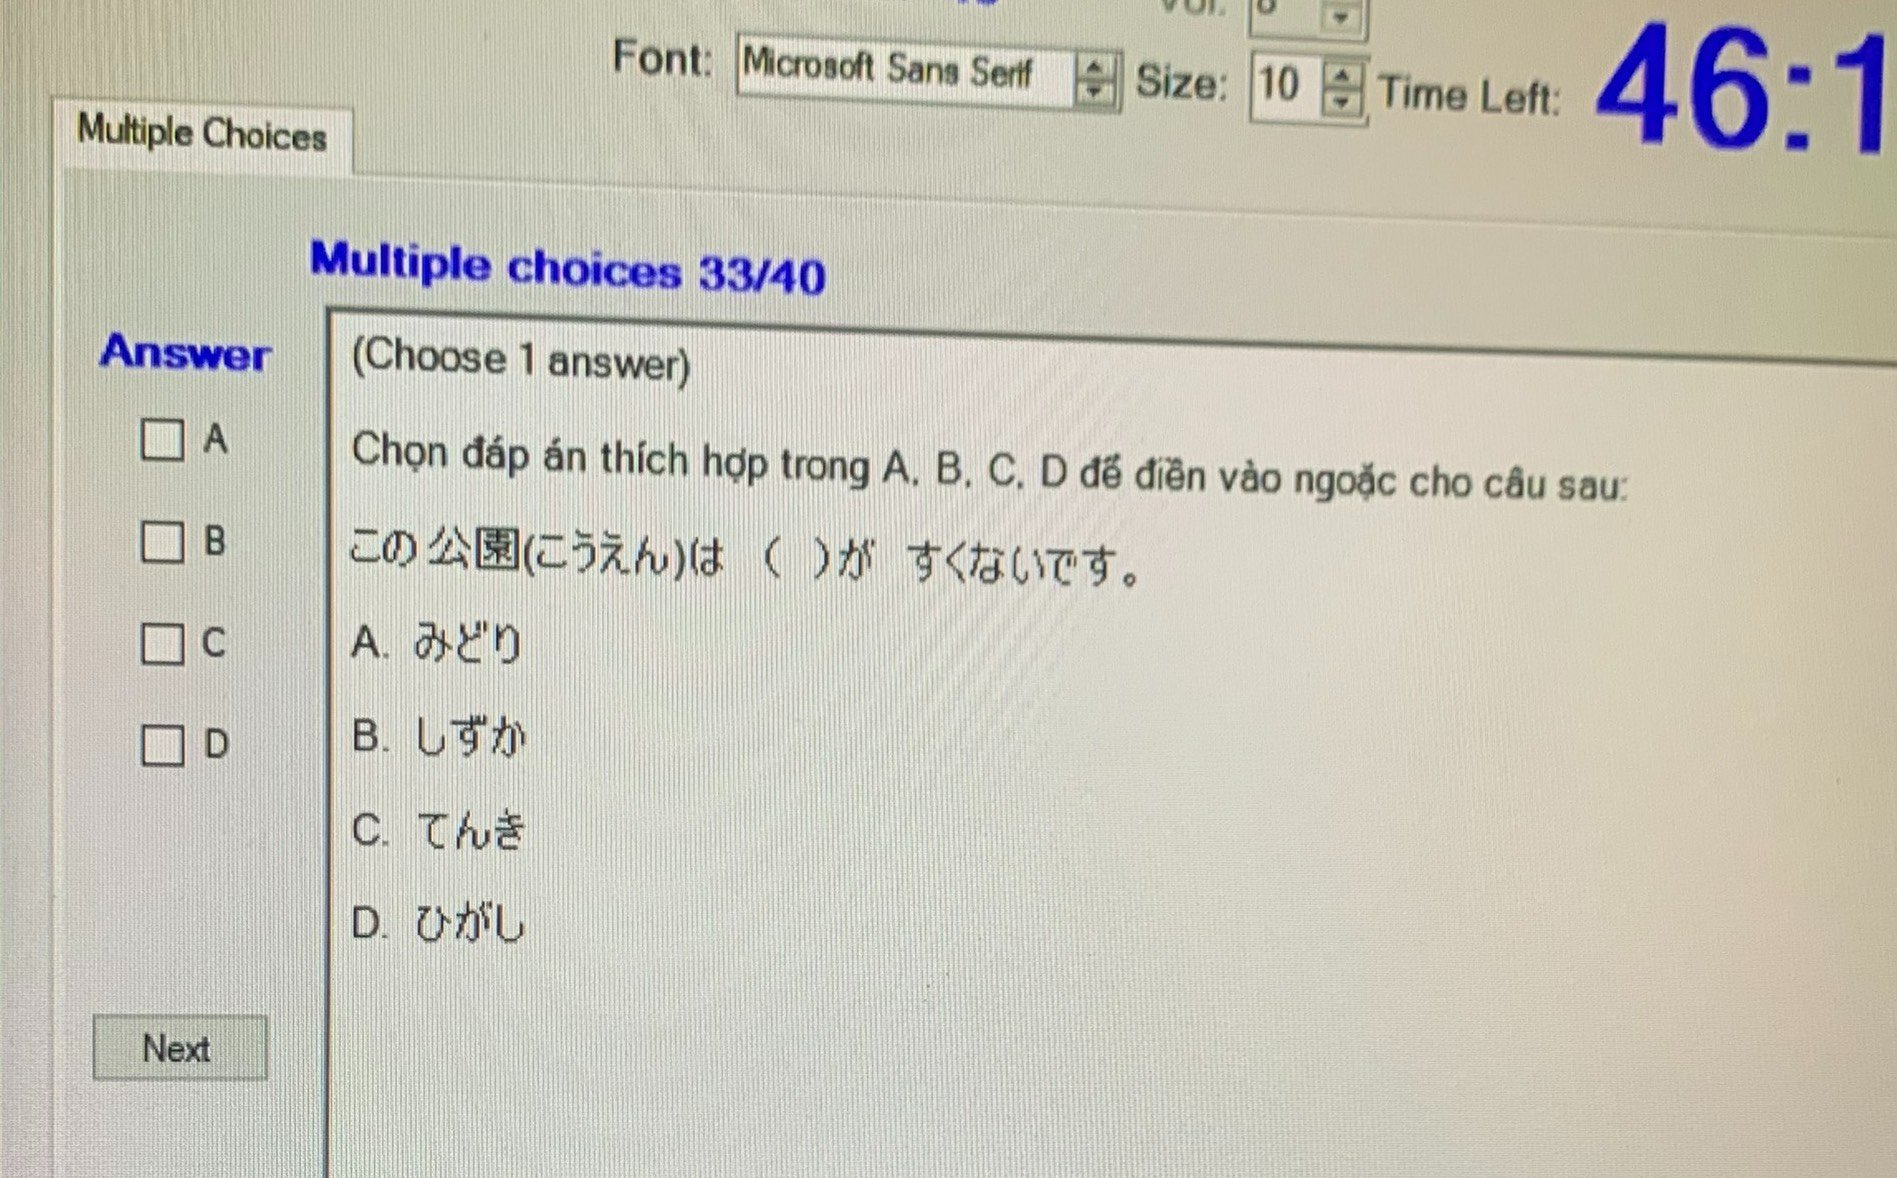 Font: Microsoft Sans Serif Size: 10 Time Left: 46:1
Multiple Choices
Multiple choices 33/40
Answer
(Choose 1 answer)
Chọn đáp án thích hợp trong A, B, C, D để điền vào ngoặc cho câu sau:
この 公園(こうえん)は ( )が すくないです。
A. みどり
B. しずか
C. てんき
D. ひがし
A
B
C
D
Next